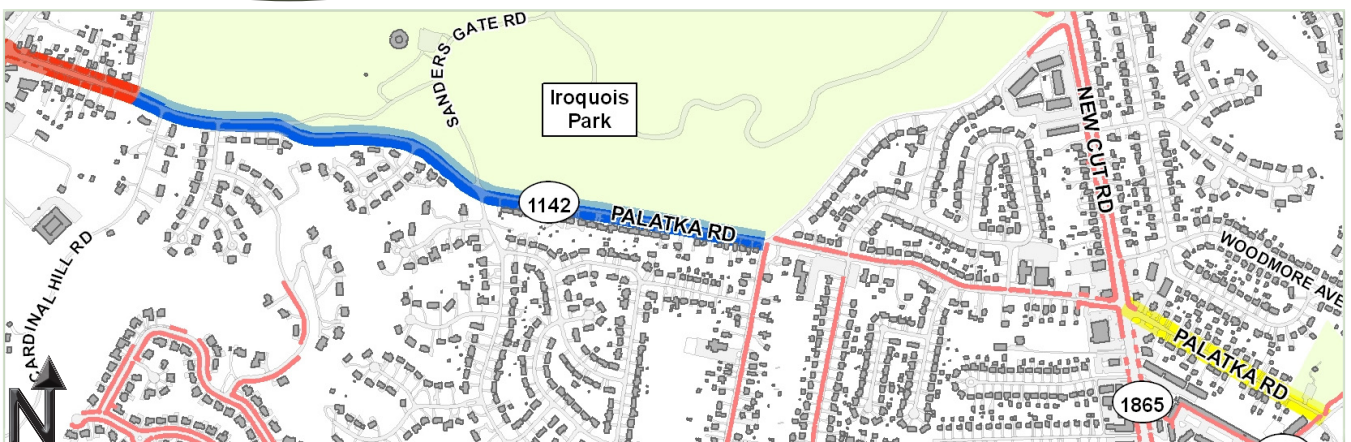 SANDERS GATE RD
Iroquois
Park
NEW CUT RD
1142
PALATKA RD
WOODMORE AVE
CARDINAL HILL RD
PALATKA RD
1865
N